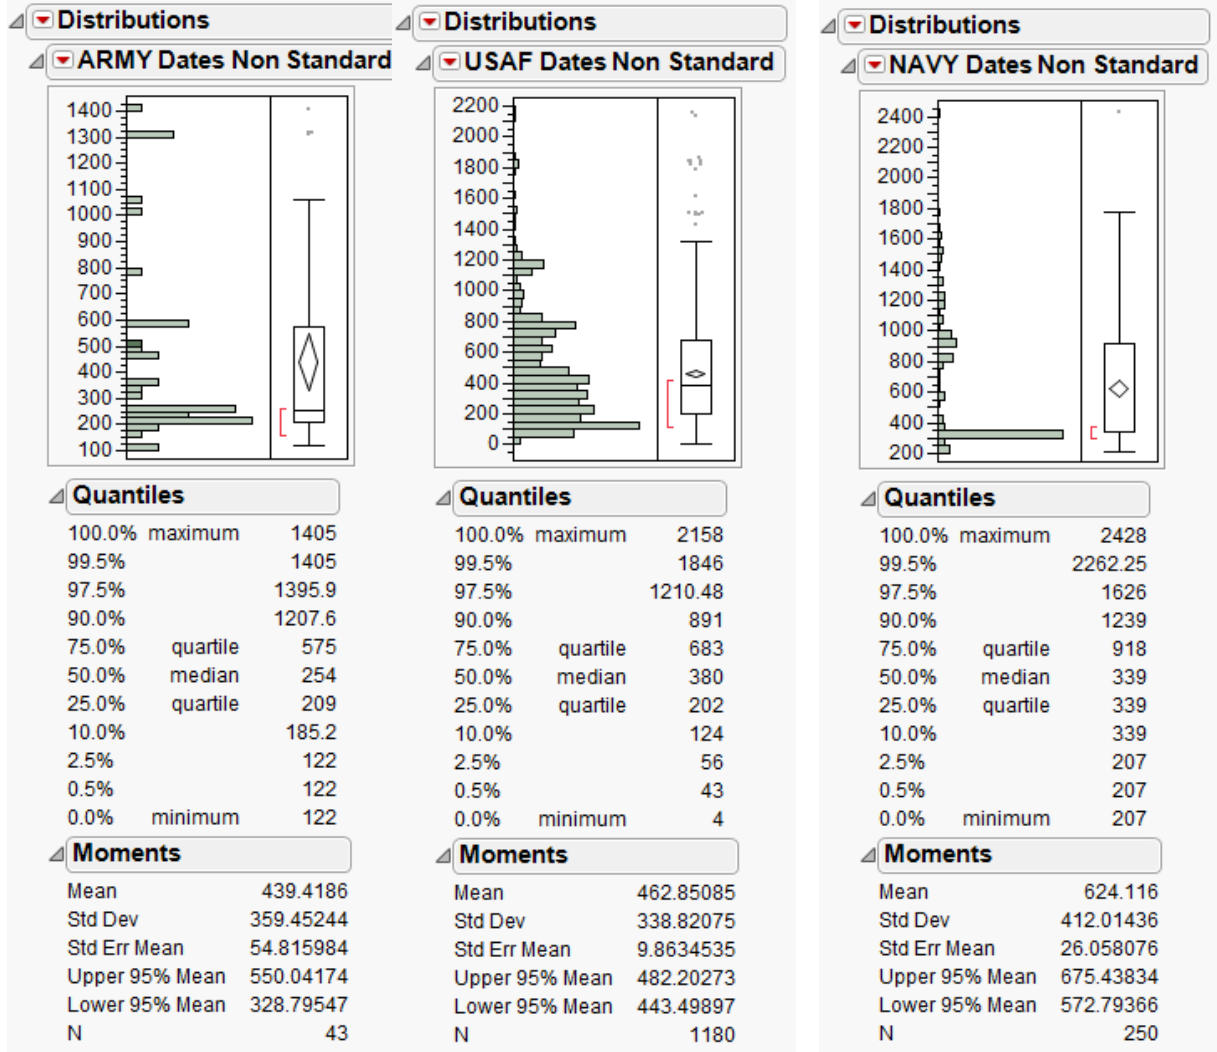 Distributions
ARMY Dates Non Standard
1400
1300
1200
1100
1000
900
800
700
600
500
400
300
200
100
Quantiles
100.0% maximum 1405
99.5% 1405
97.5% 1395.9
90.0% 1207.6
75.0% quartile 575
50.0% median 254
25.0% quartile 209
10.0% 185.2
2.5% 122
0.5% 122
0.0% minimum 122
Moments
Mean 439.4186
Std Dev 359.45244
Std Err Mean 54.815984
Upper 95% Mean 550.04174
Lower 95% Mean 328.79547
N 43
Distributions
USAF Dates Non Standard
2200
2000
1800
1600
1400
1200
1000
800
600
400
200
0
Quantiles
100.0% maximum 2158
99.5% 1846
97.5% 1210.48
90.0% 891
75.0% quartile 683
50.0% median 380
25.0% quartile 202
10.0% 124
2.5% 56
0.5% 43
0.0% minimum 4
Moments
Mean 462.85085
Std Dev 338.82075
Std Err Mean 9.8634535
Upper 95% Mean 482.20273
Lower 95% Mean 443.49897
N 1180
Distributions
NAVY Dates Non Standard
2400
2200
2000
1800
1600
1400
1200
1000
800
600
400
200
Quantiles
100.0% maximum 2428
99.5% 2262.25
97.5% 1626
90.0% 1239
75.0% quartile 918
50.0% median 339
25.0% quartile 339
10.0% 339
2.5% 207
0.5% 207
0.0% minimum 207
Moments
Mean 624.116
Std Dev 412.01436
Std Err Mean 26.058076
Upper 95% Mean 675.43834
Lower 95% Mean 572.79366
N 250